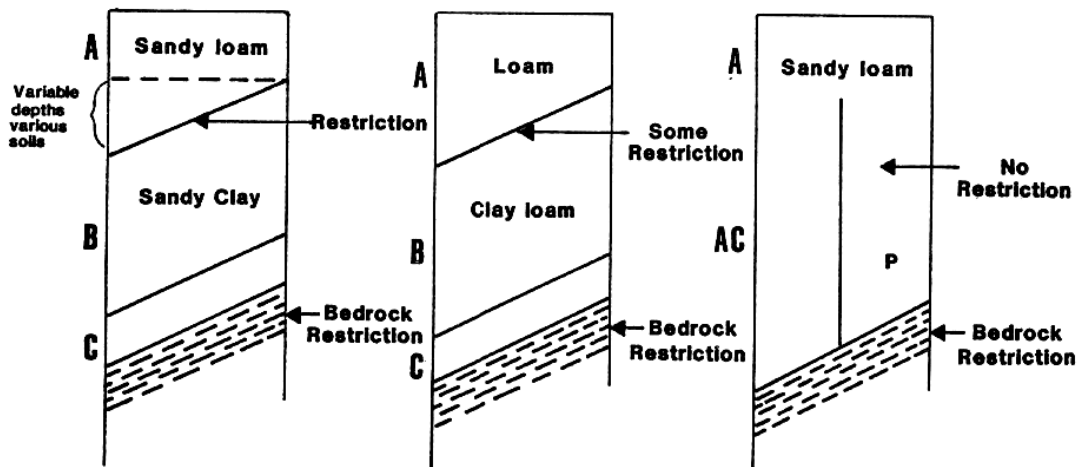 A
Sandy loam
Variable
depths
various
soils
Restriction
Sandy Clay
B
Bedrock
Restriction
C
A
Loam
Some
Restriction
Clay loam
B
Bedrock
Restriction
C
A
Sandy loam
No
Restriction
AC
P
Bedrock
Restriction